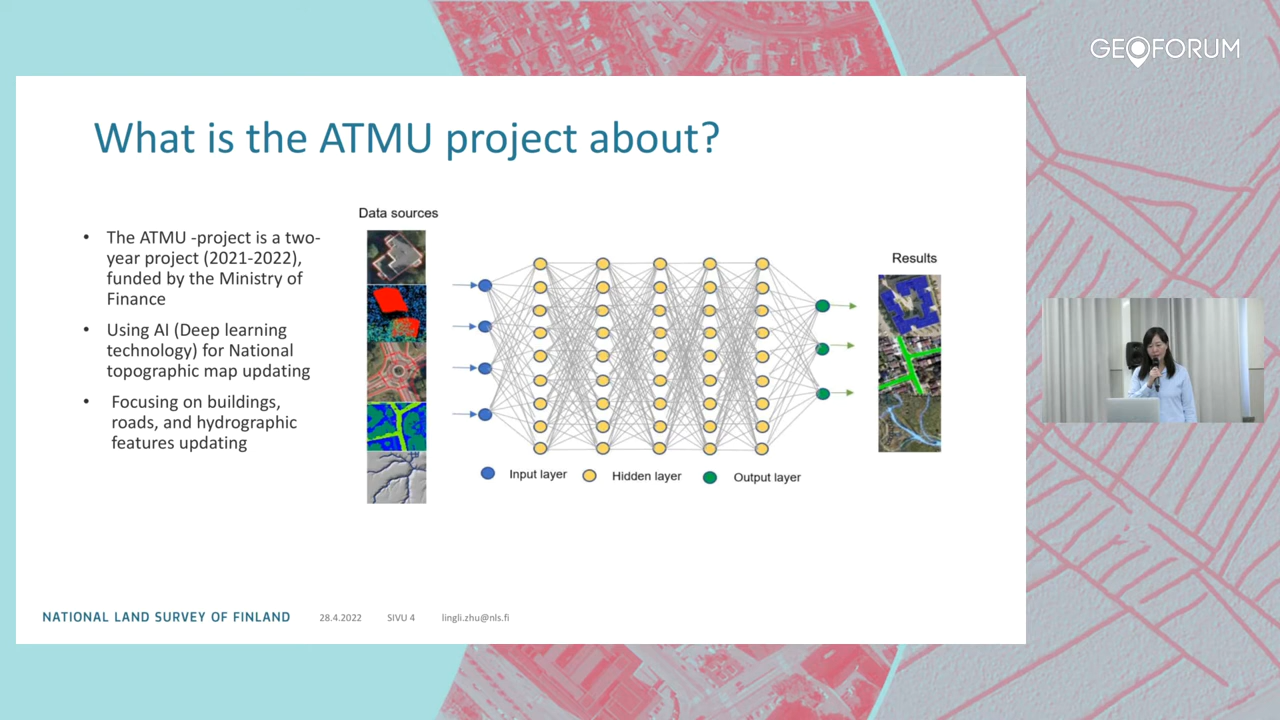 GEOFORUM
What is the ATMU project about?
• The ATMU -project is a two-
year project (2021-2022),
funded by the Ministry of
Finance
• Using AI (Deep learning
technology) for National
topographic map updating
• Focusing on buildings,
roads, and hydrographic
features updating
Data sources
Results
Input layer
Hidden layer
Output layer
NATIONAL LAND SURVEY OF FINLAND
28.4.2022
SIVU 4
lingli.zhu@nls.fi